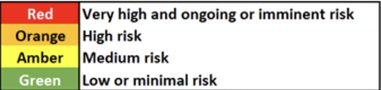 Red Very high and ongoing or imminent risk
Orange High risk
Amber Medium risk
Green Low or minimal risk